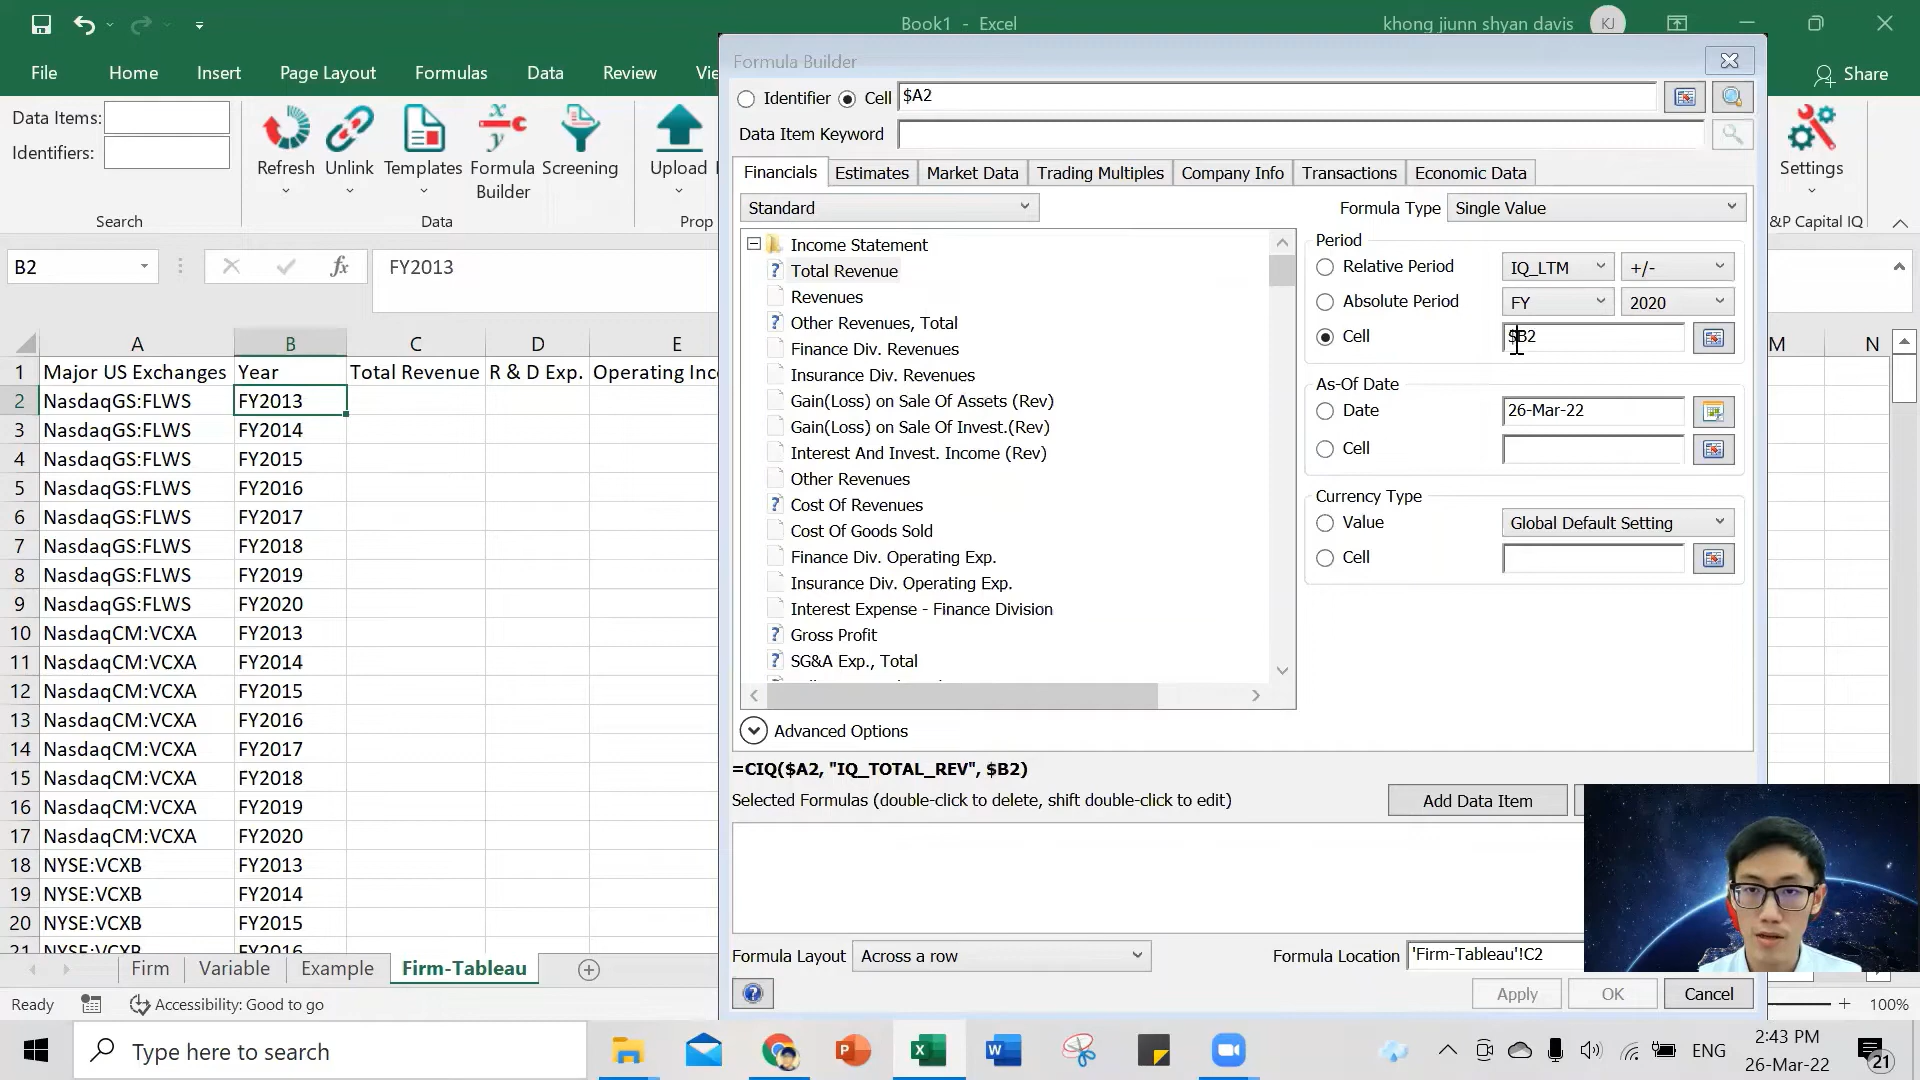 Book1 - Excel
khong jiunn shyan davis
KJ
File
Home
Insert
Page Layout
Formulas
Data
Review
Share
Data Items:
Identifiers:
Search
Refresh
Unlink
Templates
Formula
Builder
Screening
Data
Upload
Settings
&P Capital IQ
B2
fx
FY2013
A B C D E M N
1 Major US Exchanges Year Total Revenue R & D Exp. Operating Inc
2 NasdaqGS:FLWS FY2013
3 NasdaqGS:FLWS FY2014
4 NasdaqGS:FLWS FY2015
5 NasdaqGS:FLWS FY2016
6 NasdaqGS:FLWS FY2017
7 NasdaqGS:FLWS FY2018
8 NasdaqGS:FLWS FY2019
9 NasdaqGS:FLWS FY2020
10 NasdaqCM:VCXA FY2013
11 NasdaqCM:VCXA FY2014
12 NasdaqCM:VCXA FY2015
13 NasdaqCM:VCXA FY2016
14 NasdaqCM:VCXA FY2017
15 NasdaqCM:VCXA FY2018
16 NasdaqCM:VCXA FY2019
17 NasdaqCM:VCXA FY2020
18 NYSE:VCXB FY2013
19 NYSE:VCXB FY2014
20 NYSE:VCXB FY2015
21 NYSE:VCXB FY2016
Formula Builder
Identifier Cell $A2
Data Item Keyword
Financials
Estimates
Market Data
Trading Multiples
Company Info
Transactions
Economic Data
Standard
Formula Type Single Value
Income Statement
Total Revenue
Revenues
Other Revenues, Total
Finance Div. Revenues
Insurance Div. Revenues
Gain(Loss) on Sale Of Assets (Rev)
Gain(Loss) on Sale Of Invest.(Rev)
Interest And Invest. Income (Rev)
Other Revenues
Cost Of Revenues
Cost Of Goods Sold
Finance Div. Operating Exp.
Insurance Div. Operating Exp.
Interest Expense - Finance Division
Gross Profit
SG&A Exp., Total
Period
Relative Period IQ_LTM +/-
Absolute Period FY 2020
Cell $B2
As-Of Date
Date 26-Mar-22
Cell
Currency Type
Value Global Default Setting
Cell
Advanced Options
=CIQ($A2, "IQ_TOTAL_REV", $B2)
Selected Formulas (double-click to delete, shift double-click to edit)
Add Data Item
Formula Layout Across a row
Formula Location 'Firm-Tableau'!C2
Apply
OK
Cancel
Firm
Variable
Example
Firm-Tableau
Ready
Accessibility: Good to go
100%
Type here to search
ENG
2:43 PM
26-Mar-22
21